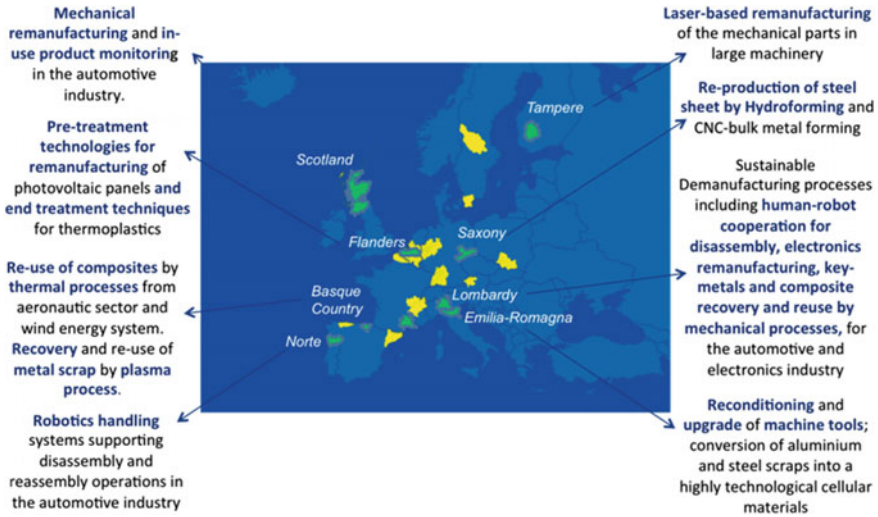 Mechanical
remanufacturing and in-
use product monitoring
in the automotive
industry.
Pre-treatment
technologies for
remanufacturing of
photovoltaic panels and
end treatment techniques
for thermoplastics
Re-use of composites by
thermal processes from
aeronautic sector and
wind energy system.
Recovery and re-use of
metal scrap by plasma
process.
Robotics handling
systems supporting
disassembly and
reassembly operations in
the automotive industry
Tampere
Scotland
Flanders
Saxony
Basque
Country
Lombardy
Emilia-Romagna
Norte
Laser-based remanufacturing
of the mechanical parts in
large machinery
Re-production of steel
sheet by Hydroforming and
CNC-bulk metal forming
Sustainable
Demanufacturing processes
including human-robot
cooperation for
disassembly, electronics
remanufacturing, key-
metals and composite
recovery and reuse by
mechanical processes, for
the automotive and
electronics industry
Reconditioning and
upgrade of machine tools;
conversion of aluminium
and steel scraps into a
highly technological cellular
materials